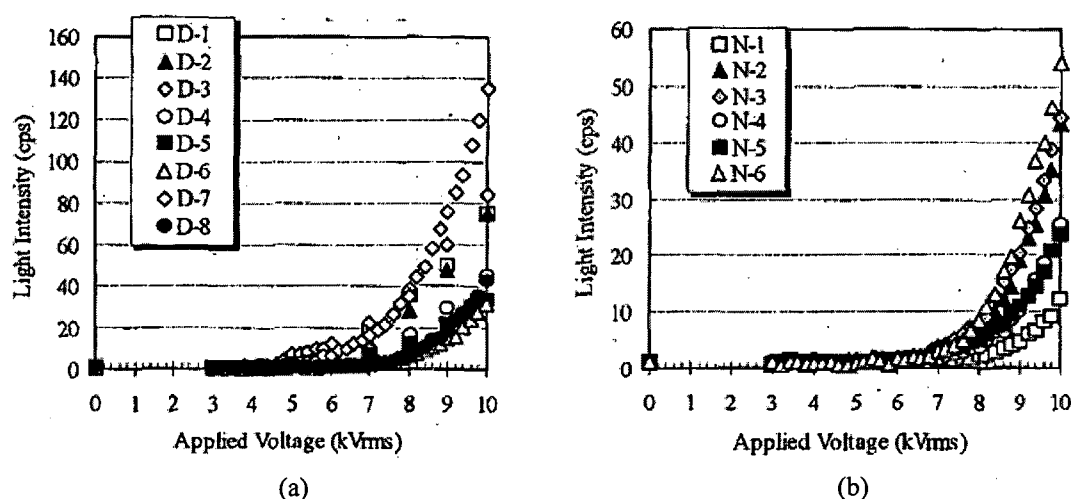 160
140
120
100
80
60
40
20
0
Light Intensity (cps)
D-1
D-2
D-3
D-4
D-5
D-6
D-7
D-8
0 1 2 3 4 5 6 7 8 9 10
Applied Voltage (kVrms)
(a)
60
50
40
30
20
10
0
Light Intensity (cps)
N-1
N-2
N-3
N-4
N-5
N-6
0 1 2 3 4 5 6 7 8 9 10
Applied Voltage (kVrms)
(b)